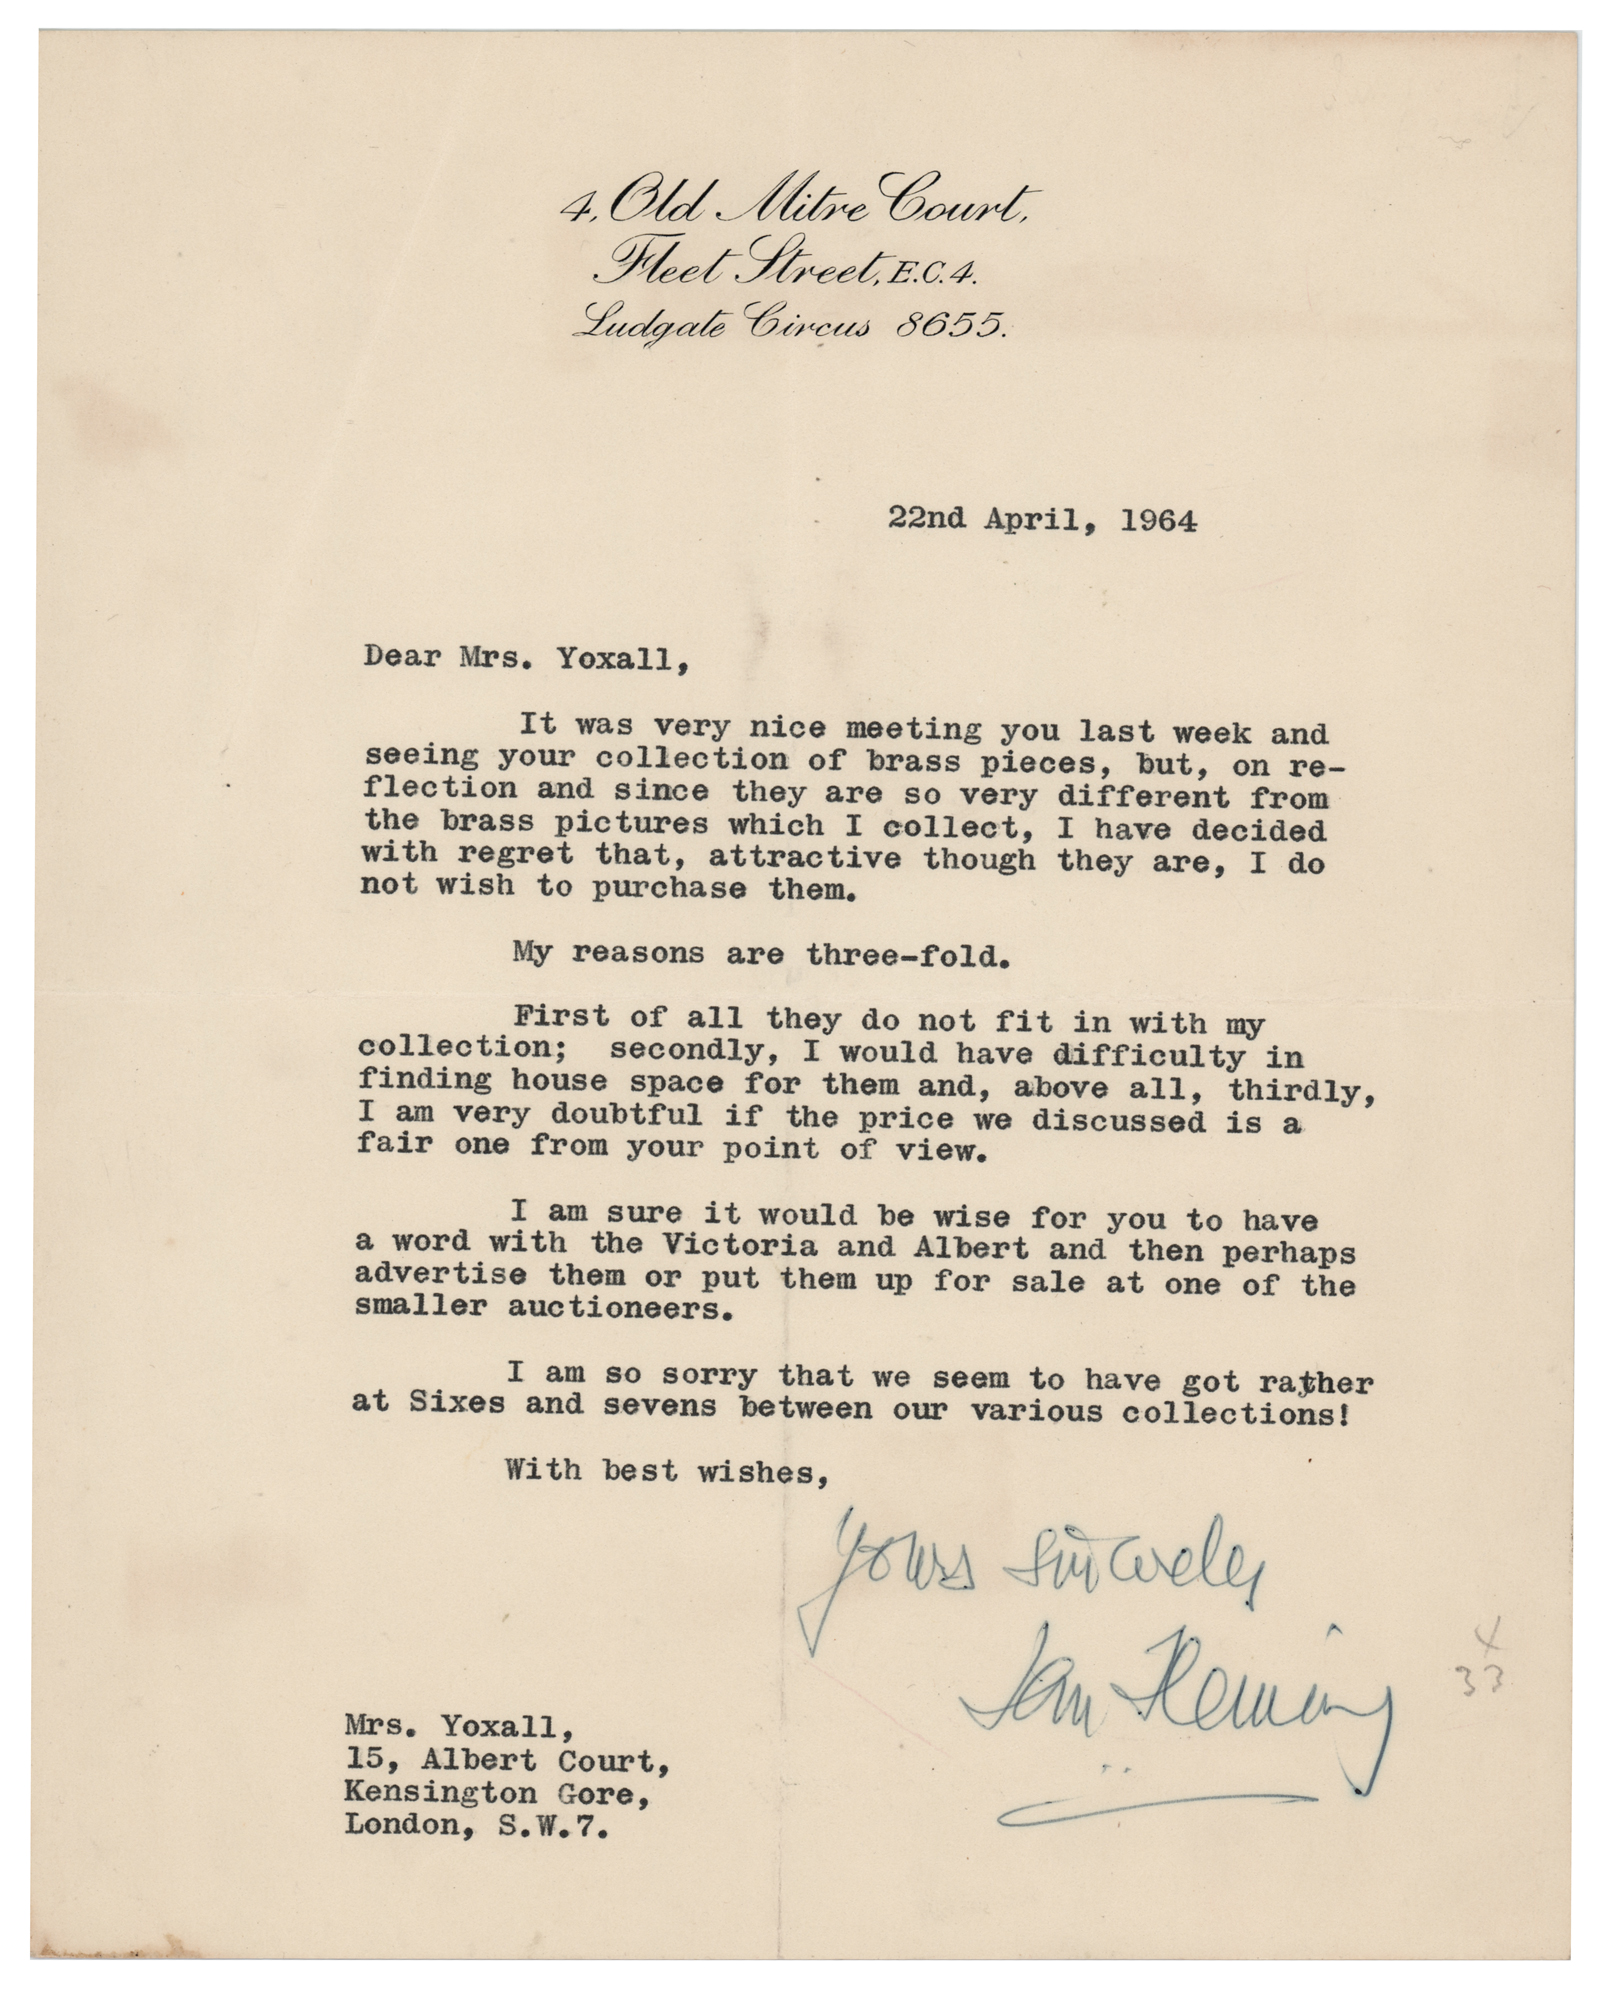 4, Old Mitre Court,
Fleet Street, E.C.4.
Ludgate Circus 8655.
22nd April, 1964
Dear Mrs. Yoxall,
It was very nice meeting you last week and
seeing your collection of brass pieces, but, on re-
flection and since they are so very different from
the brass pictures which I collect, I have decided
with regret that, attractive though they are, I do
not wish to purchase them.
My reasons are three-fold.
First of all they do not fit in with my
collection; secondly, I would have difficulty in
finding house space for them and, above all, thirdly,
I am very doubtful if the price we discussed is a
fair one from your point of view.
I am sure it would be wise for you to have
a word with the Victoria and Albert and then perhaps
advertise them or put them up for sale at one of the
smaller auctioneers.
I am so sorry that we seem to have got rather
at Sixes and sevens between our various collections!
With best wishes,
Yours sincerely
Ian Fleming
4
33
Mrs. Yoxall,
15, Albert Court,
Kensington Gore,
London, S.W.7.